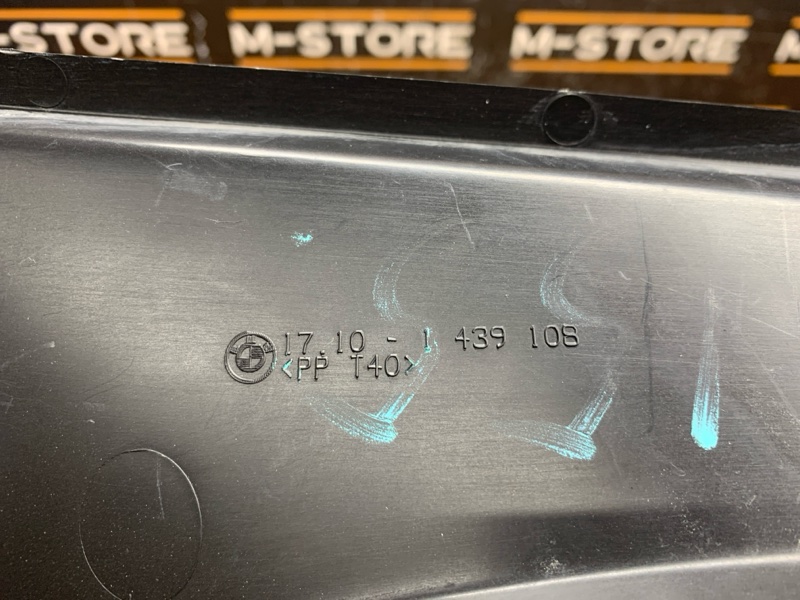 M-STORE M-STORE M-STORE M
17.10 - 1 439 108
<PP T40>